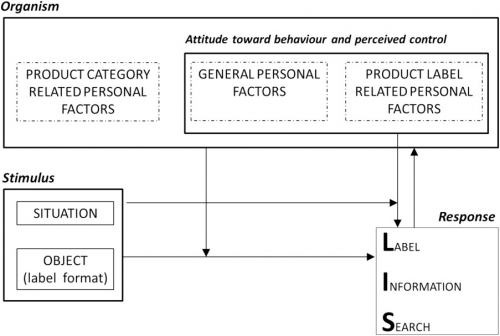 Organism
Attitude toward behaviour and perceived control
PRODUCT CATEGORY
RELATED PERSONAL
FACTORS
GENERAL PERSONAL
FACTORS
PRODUCT LABEL
RELATED PERSONAL
FACTORS
Stimulus
SITUATION
OBJECT
(label format)
Response
LABEL
INFORMATION
SEARCH